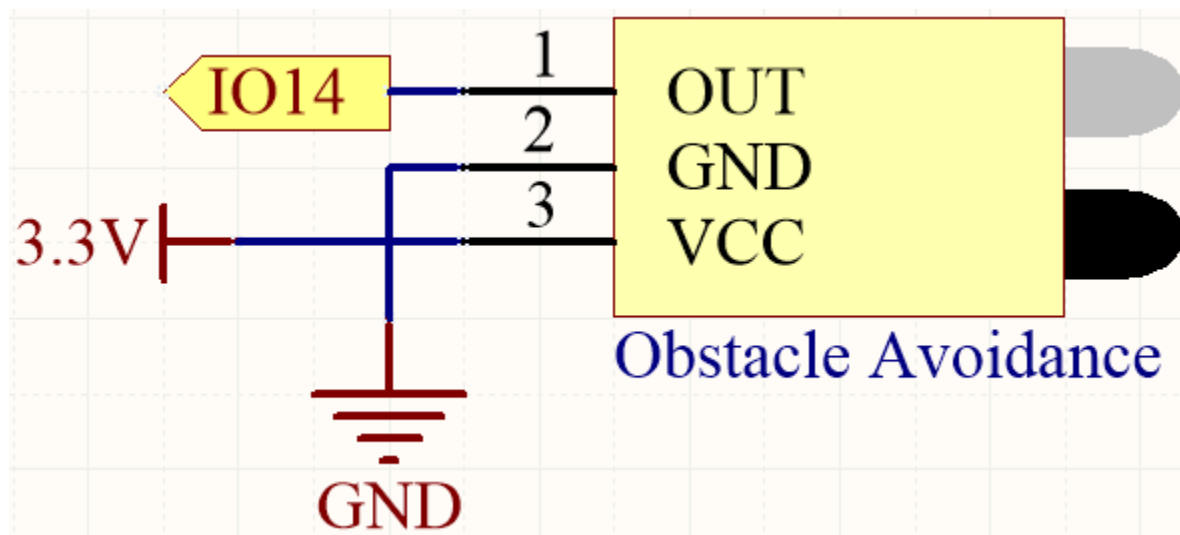 1
IO14 OUT
2
GND
3
3.3V VCC
Obstacle Avoidance
GND